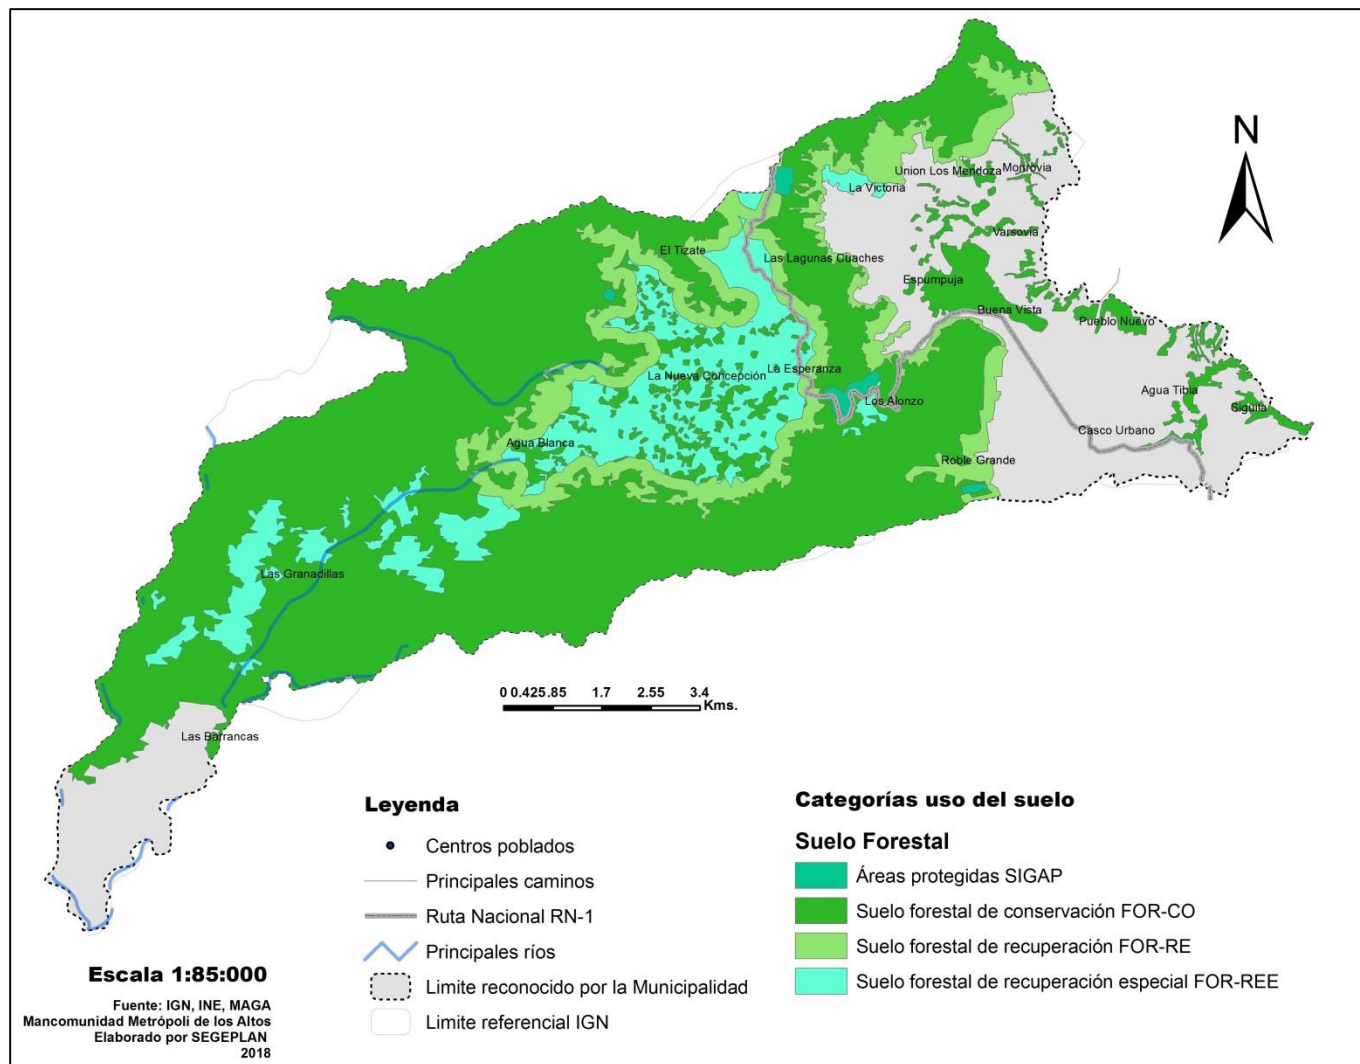 N
Union Los Mendoza
Monrovia
La Victoria
Varsovia
El Tizate
Las Lagunas Cuaches
Espumpuja
Buena Vista
Pueblo Nuevo
La Nueva Concepción
La Esperanza
Los Alonzo
Agua Tibia
Siguila
Casco Urbano
Agua Blanca
Roble Grande
Las Granadillas
Las Barrancas
0 0.425.85 1.7 2.55 3.4
Kms.
Leyenda
Centros poblados
Principales caminos
Ruta Nacional RN-1
Principales ríos
Limite reconocido por la Municipalidad
Limite referencial IGN
Categorías uso del suelo
Suelo Forestal
Áreas protegidas SIGAP
Suelo forestal de conservación FOR-CO
Suelo forestal de recuperación FOR-RE
Suelo forestal de recuperación especial FOR-REE
Escala 1:85:000
Fuente: IGN, INE, MAGA
Mancomunidad Metrópoli de los Altos
Elaborado por SEGEPLAN
2018